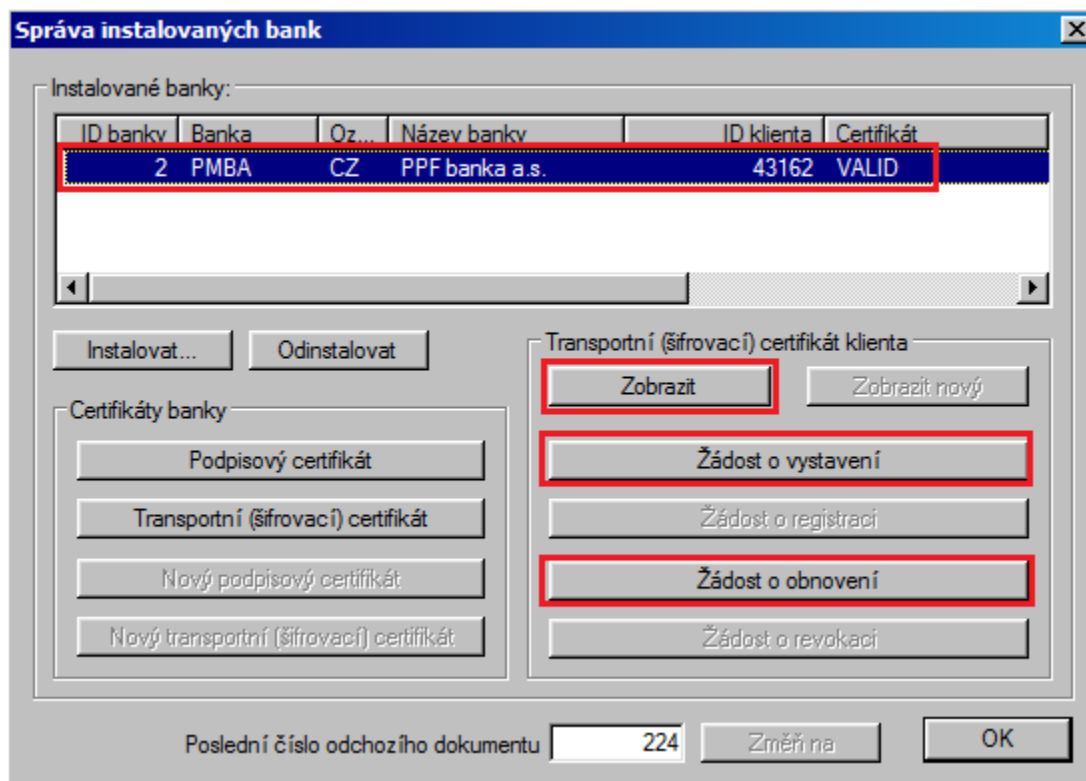 Správa instalovaných bank
Instalované banky:
ID banky Banka Oz... Název banky ID klienta Certifikát
2 PMBA CZ PPF banka a.s. 43162 VALID
Instalovat... Odinstalovat
Transportní (šifrovací) certifikát klienta
Zobrazit Zobrazit nový
Certifikáty banky
Podpisový certifikát
Žádost o vystavení
Transportní (šifrovací) certifikát
Žádost o registraci
Nový podpisový certifikát
Žádost o obnovení
Nový transportní (šifrovací) certifikát
Žádost o revokaci
Poslední číslo odchozího dokumentu 224 Změň na OK